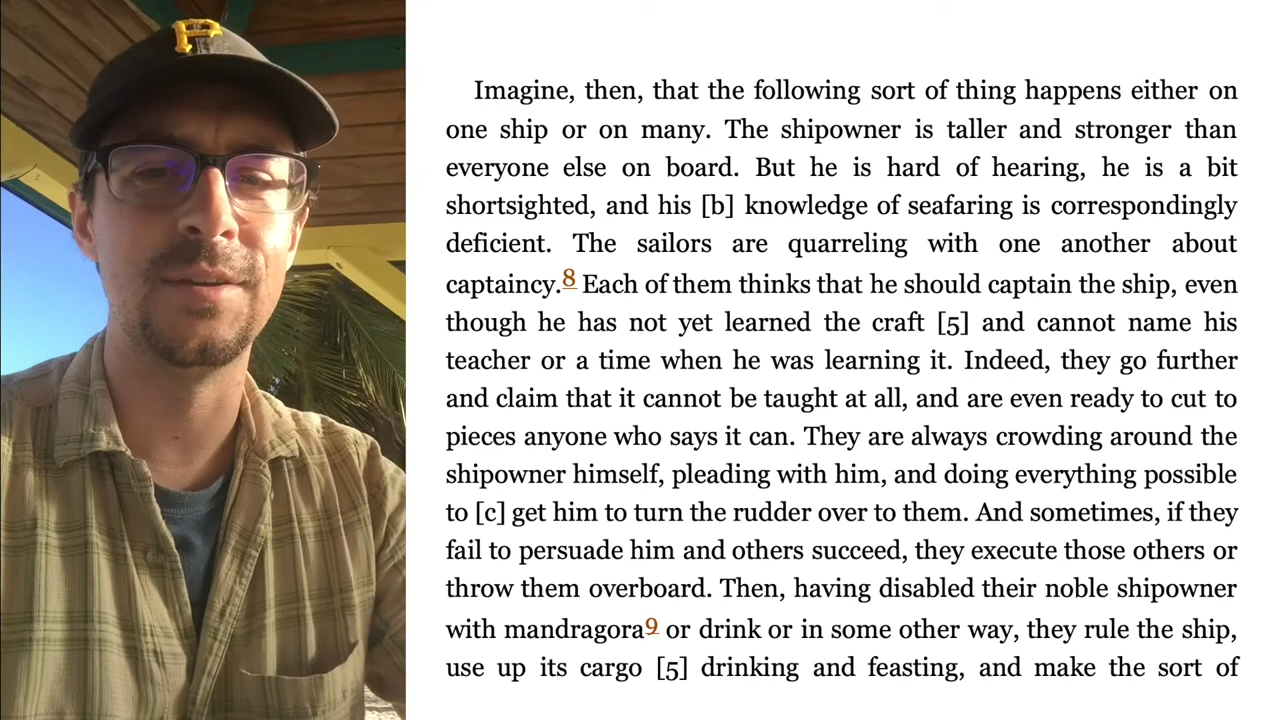 P
Imagine, then, that the following sort of thing happens either on
one ship or on many. The shipowner is taller and stronger than
everyone else on board. But he is hard of hearing, he is a bit
shortsighted, and his [b] knowledge of seafaring is correspondingly
deficient. The sailors are quarreling with one another about
captaincy.8 Each of them thinks that he should captain the ship, even
though he has not yet learned the craft [5] and cannot name his
teacher or a time when he was learning it. Indeed, they go further
and claim that it cannot be taught at all, and are even ready to cut to
pieces anyone who says it can. They are always crowding around the
shipowner himself, pleading with him, and doing everything possible
to [c] get him to turn the rudder over to them. And sometimes, if they
fail to persuade him and others succeed, they execute those others or
throw them overboard. Then, having disabled their noble shipowner
with mandragora9 or drink or in some other way, they rule the ship,
use up its cargo [5] drinking and feasting, and make the sort of